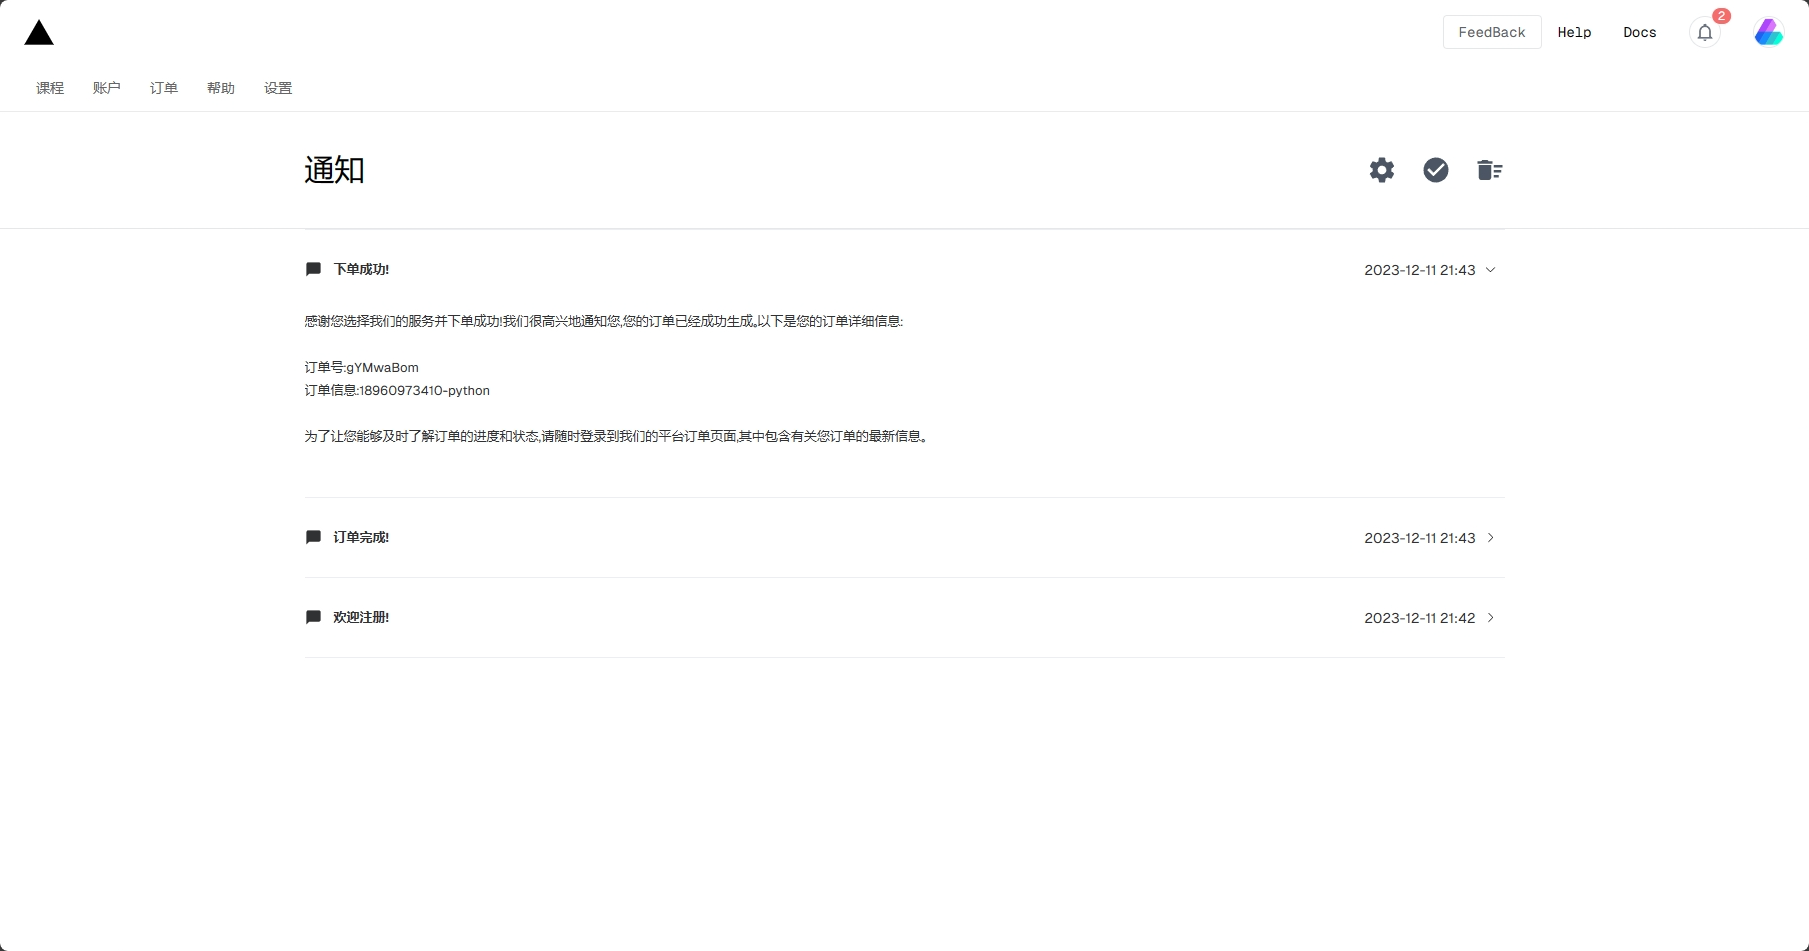 FeedBack Help Docs 2
课程 账户 订单 帮助 设置
通知
下单成功! 2023-12-11 21:43
感谢您选择我们的服务并下单成功!我们很高兴地通知您,您的订单已经成功生成。以下是您的订单详细信息:
订单号:gYMwaBom
订单信息:18960973410-python
为了让您能够及时了解订单的进度和状态,请随时登录到我们的平台订单页面,其中包含有关您订单的最新信息。
订单完成! 2023-12-11 21:43
欢迎注册! 2023-12-11 21:42